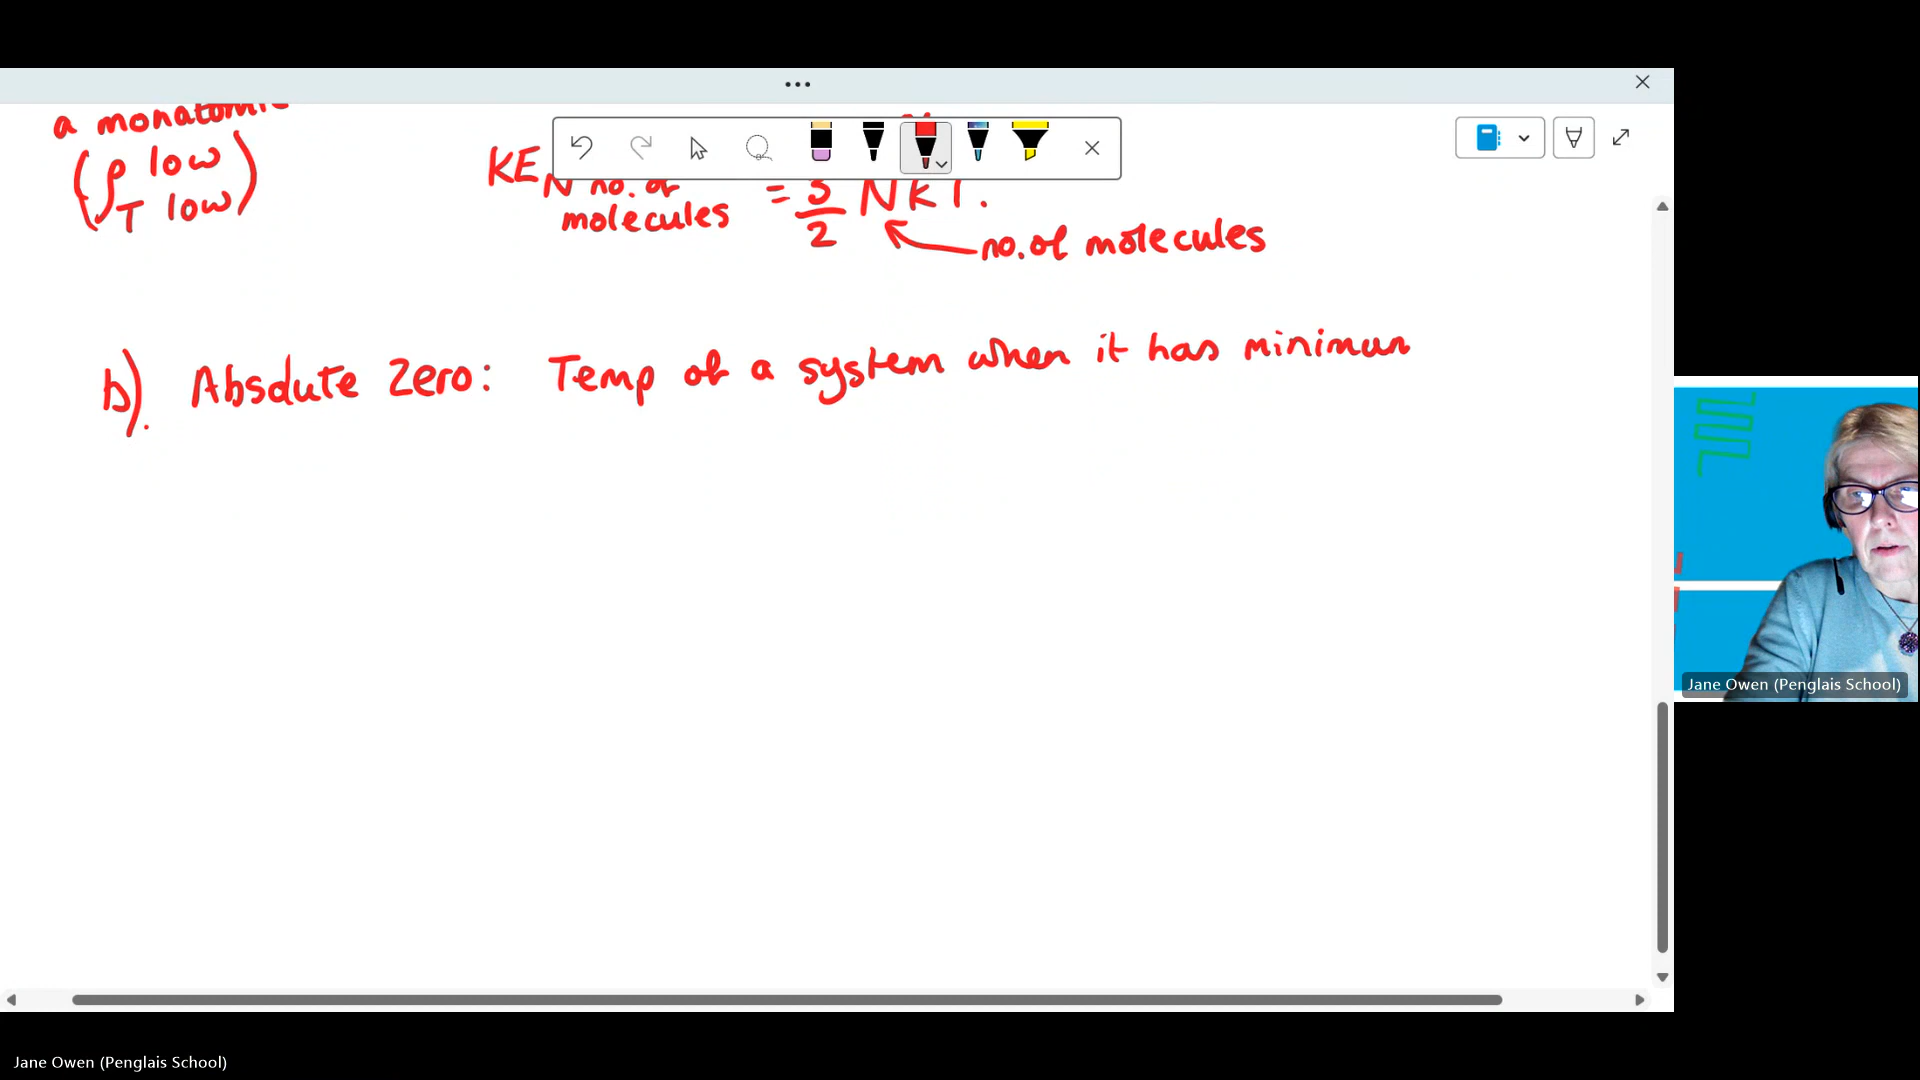 a monatomic
(ρ low
T low)
KE
N no. of
molecules
= 3/2 NkT.
no. of molecules
b). Absolute Zero: Temp of a system when it has minimum
Jane Owen (Penglais School)
Jane Owen (Penglais School)